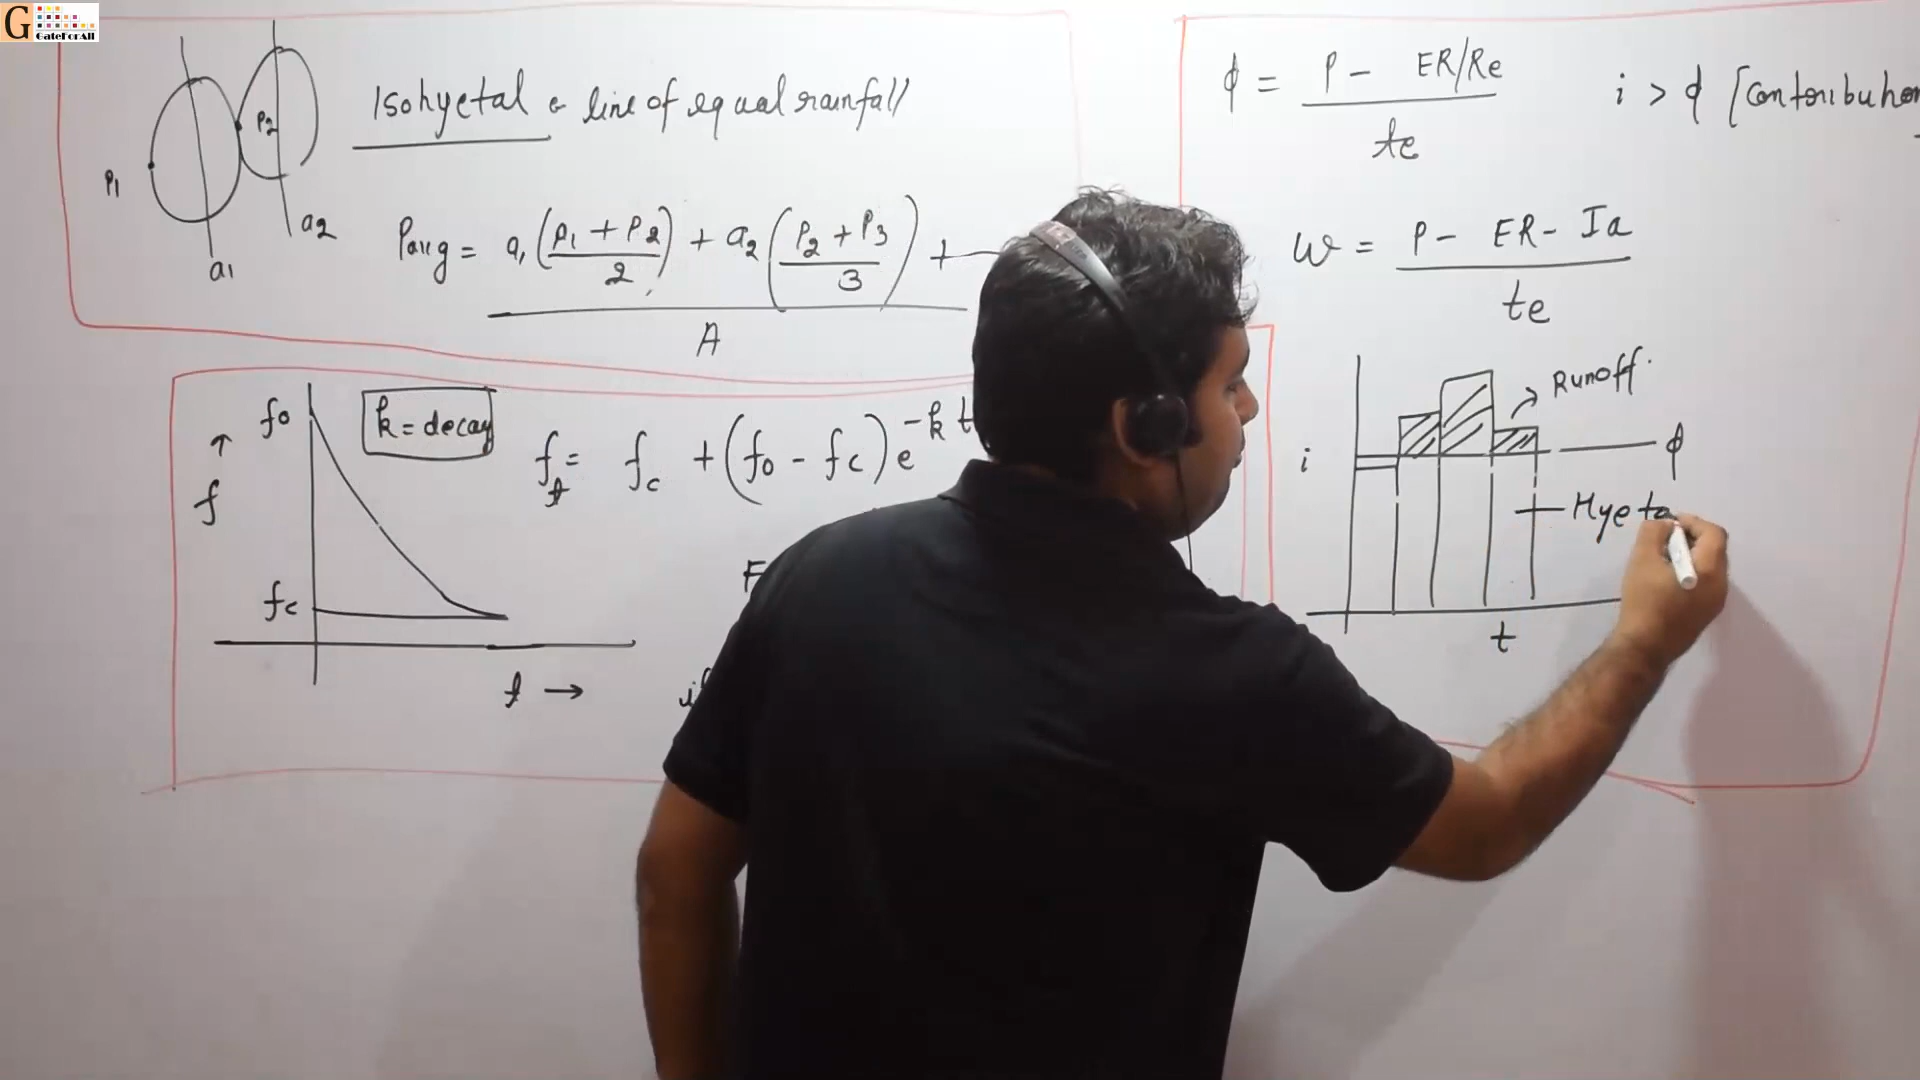 G
GateForAll
P1
P2
a1
a2
Isohyetal & line of equal rainfall
Pavg = a1 (P1 + P2 / 2) + a2 (P2 + P3 / 3) +
A
f0
fc
f
t →
k = decay
ft = fc + (f0 - fc) e^-kt
F
ϕ = P - ER/Re
te
i > ϕ [Contribution
W = P - ER - Ia
te
Runoff
i
ϕ
Hyeto
t